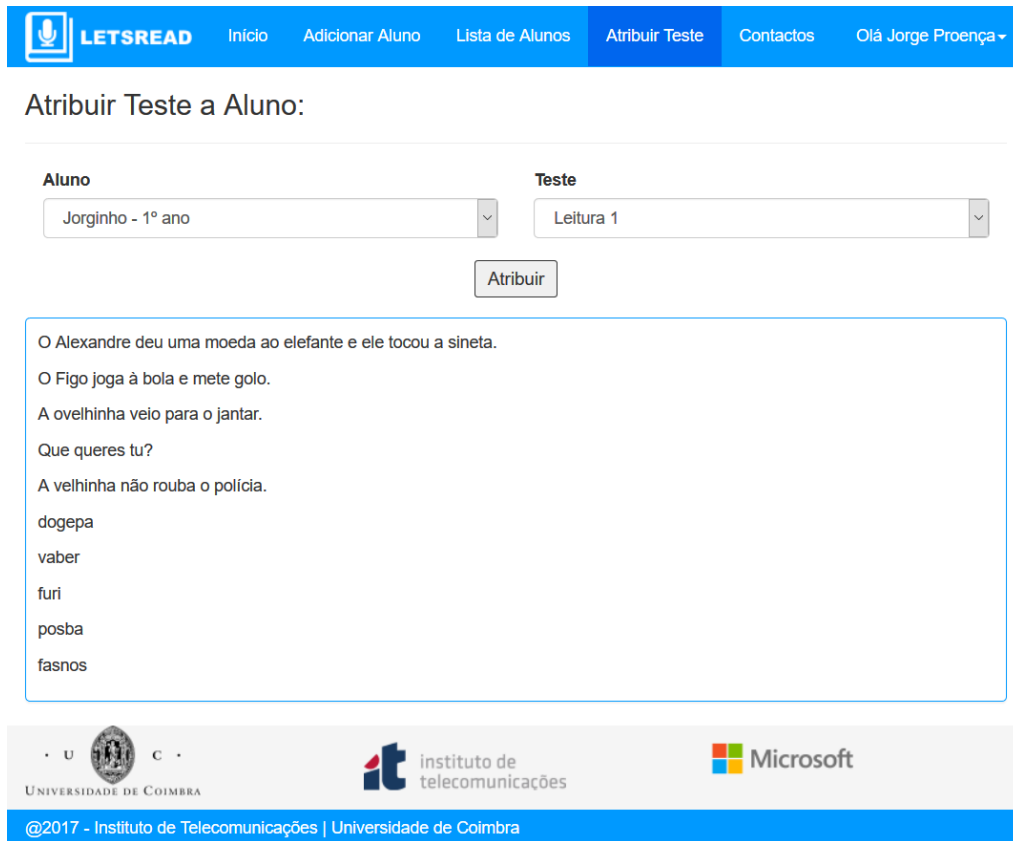 LETSREAD Início Adicionar Aluno Lista de Alunos Atribuir Teste Contactos Olá Jorge Proença
Atribuir Teste a Aluno:
Aluno Teste
Jorginho - 1º ano Leitura 1
Atribuir
O Alexandre deu uma moeda ao elefante e ele tocou a sineta.
O Figo joga à bola e mete golo.
A ovelhinha veio para o jantar.
Que queres tu?
A velhinha não rouba o polícia.
dogepa
vaber
furi
posba
fasnos
· U C ·
UNIVERSIDADE DE COIMBRA
it instituto de
telecomunicações
Microsoft
@2017 - Instituto de Telecomunicações | Universidade de Coimbra